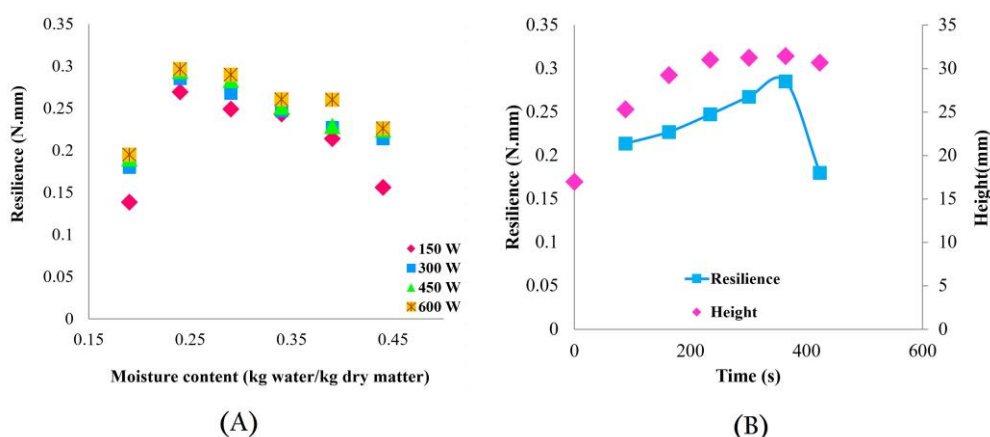 0.35
0.3
0.25
0.2
0.15
0.1
0.05
0
Resilience (N.mm)
150 W
300 W
450 W
600 W
0.15
0.25
0.35
0.45
Moisture content (kg water/kg dry matter)
(A)
0.35
0.3
0.25
0.2
0.15
0.1
0.05
0
Resilience (N.mm)
Resilience
Height
35
30
25
20
15
10
5
0
Height(mm)
0
200
400
600
Time (s)
(B)